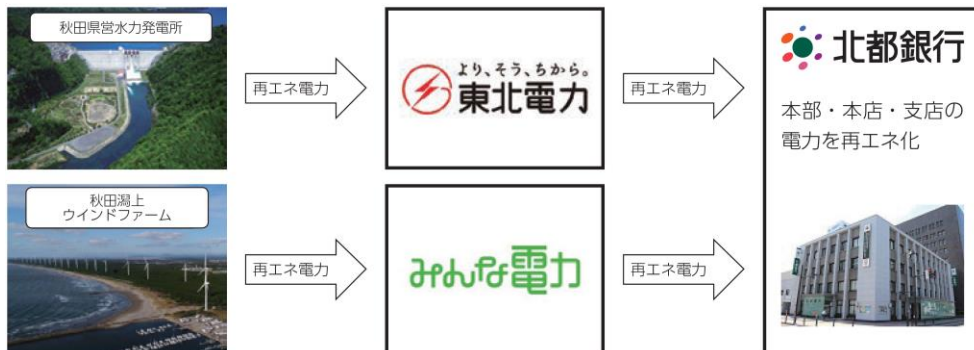 秋田県営水力発電所
再エネ電力
より、そう、ちから。
東北電力
再エネ電力
北都銀行
本部・本店・支店の
電力を再エネ化
秋田潟上
ウインドファーム
再エネ電力
みんな電力
再エネ電力